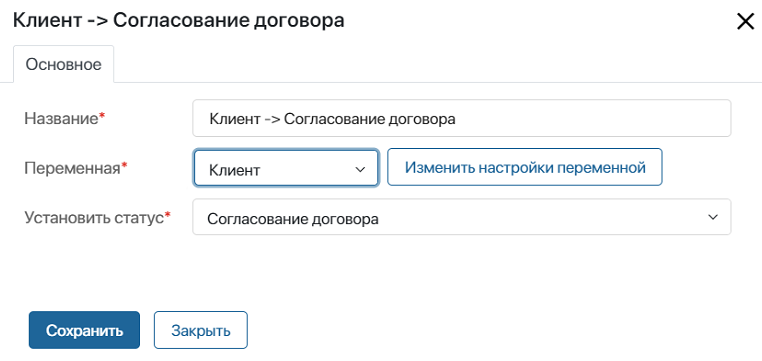 Клиент -> Согласование договора
Основное
Название*
Клиент -> Согласование договора
Переменная*
Клиент
Изменить настройки переменной
Установить статус*
Согласование договора
Сохранить
Закрыть